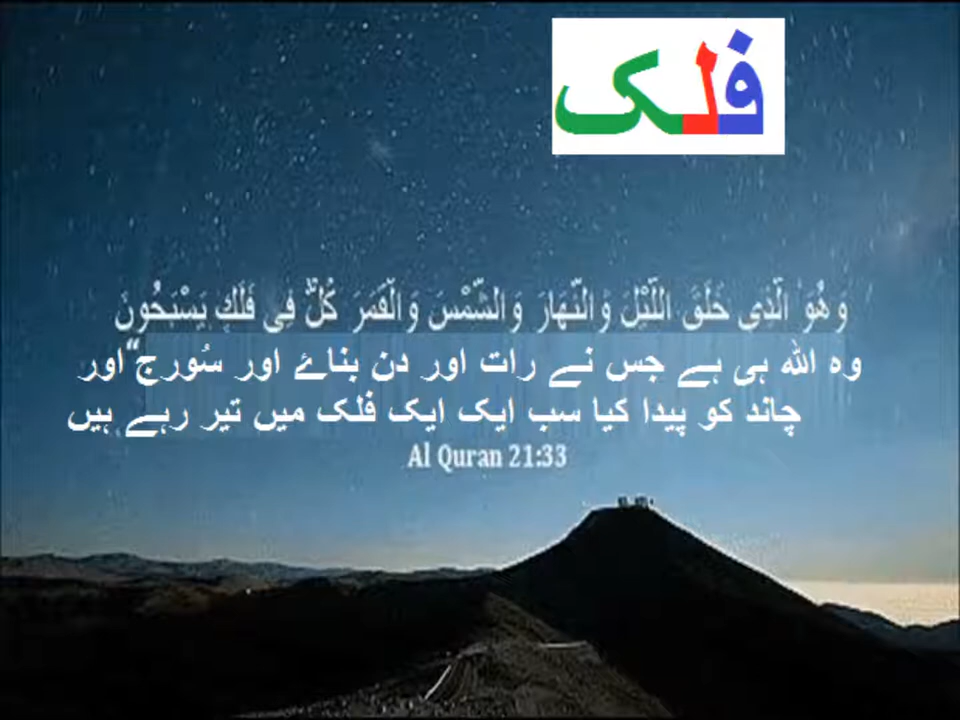 فلک
وَهُوَ الَّذِي خَلَقَ اللَّيْلَ وَالنَّهَارَ وَالشَّمْسَ وَالْقَمَرَ كُلٌّ فِي فَلَكٍ يَسْبَحُونَ
وہ اللہ ہی ہے جس نے رات اور دن بناۓ اور سُورج“اور
چاند کو پیدا کیا سب ایک ایک فلک میں تیر رہے ہیں
Al Quran 21:33